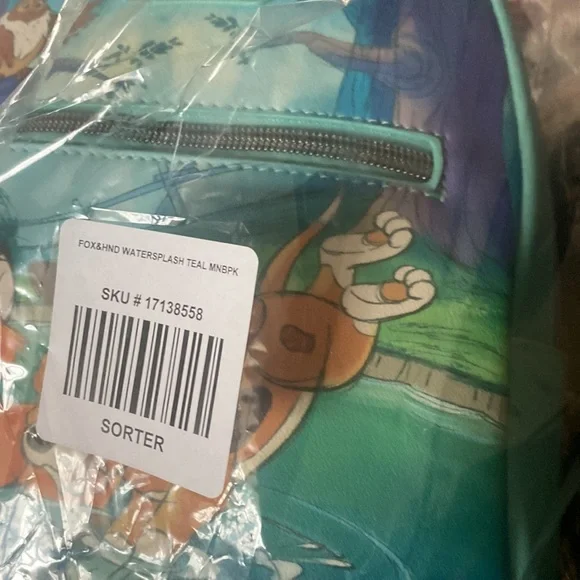 FOX&HND WATERSPLASH TEAL MNBPK
SKU # 17138558
SORTER